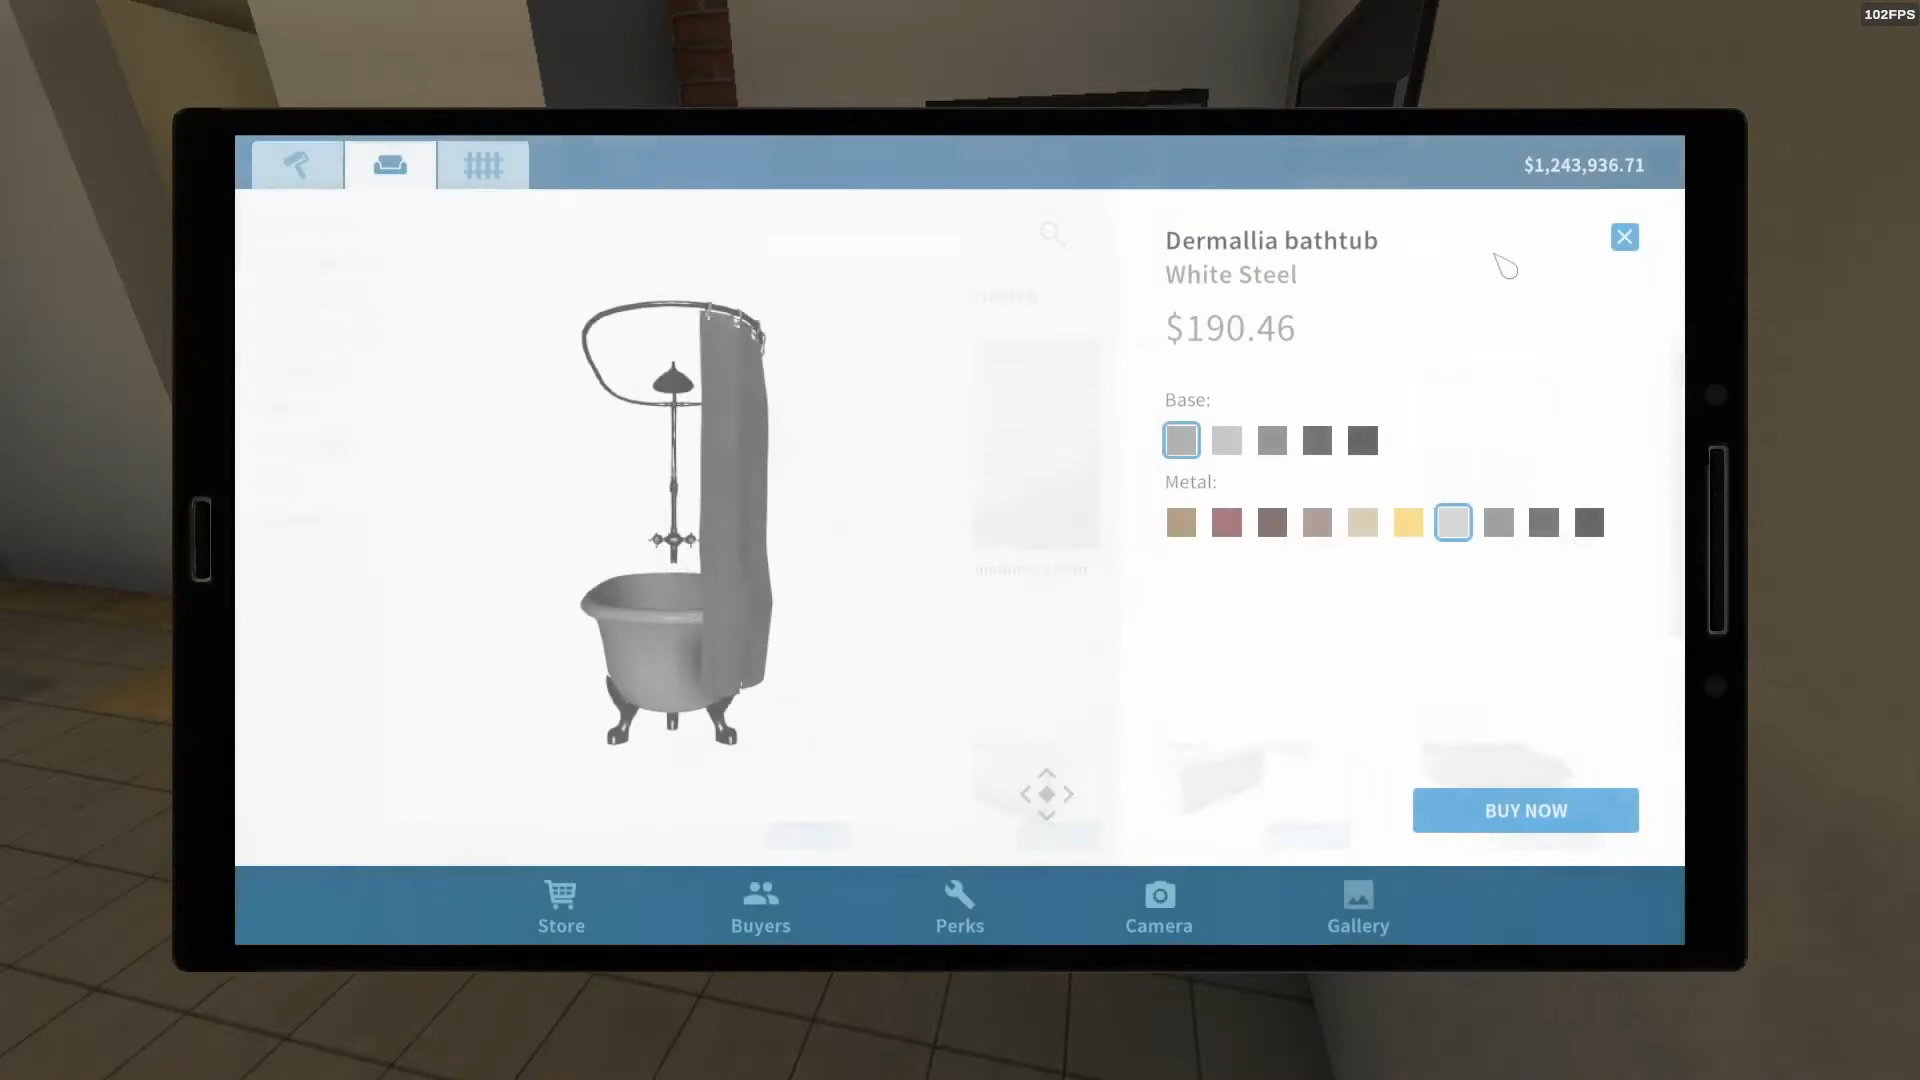 102FPS
$1,243,936.71
Dermallia bathtub
White Steel
$190.46
Base:
Metal:
BUY NOW
Store
Buyers
Perks
Camera
Gallery